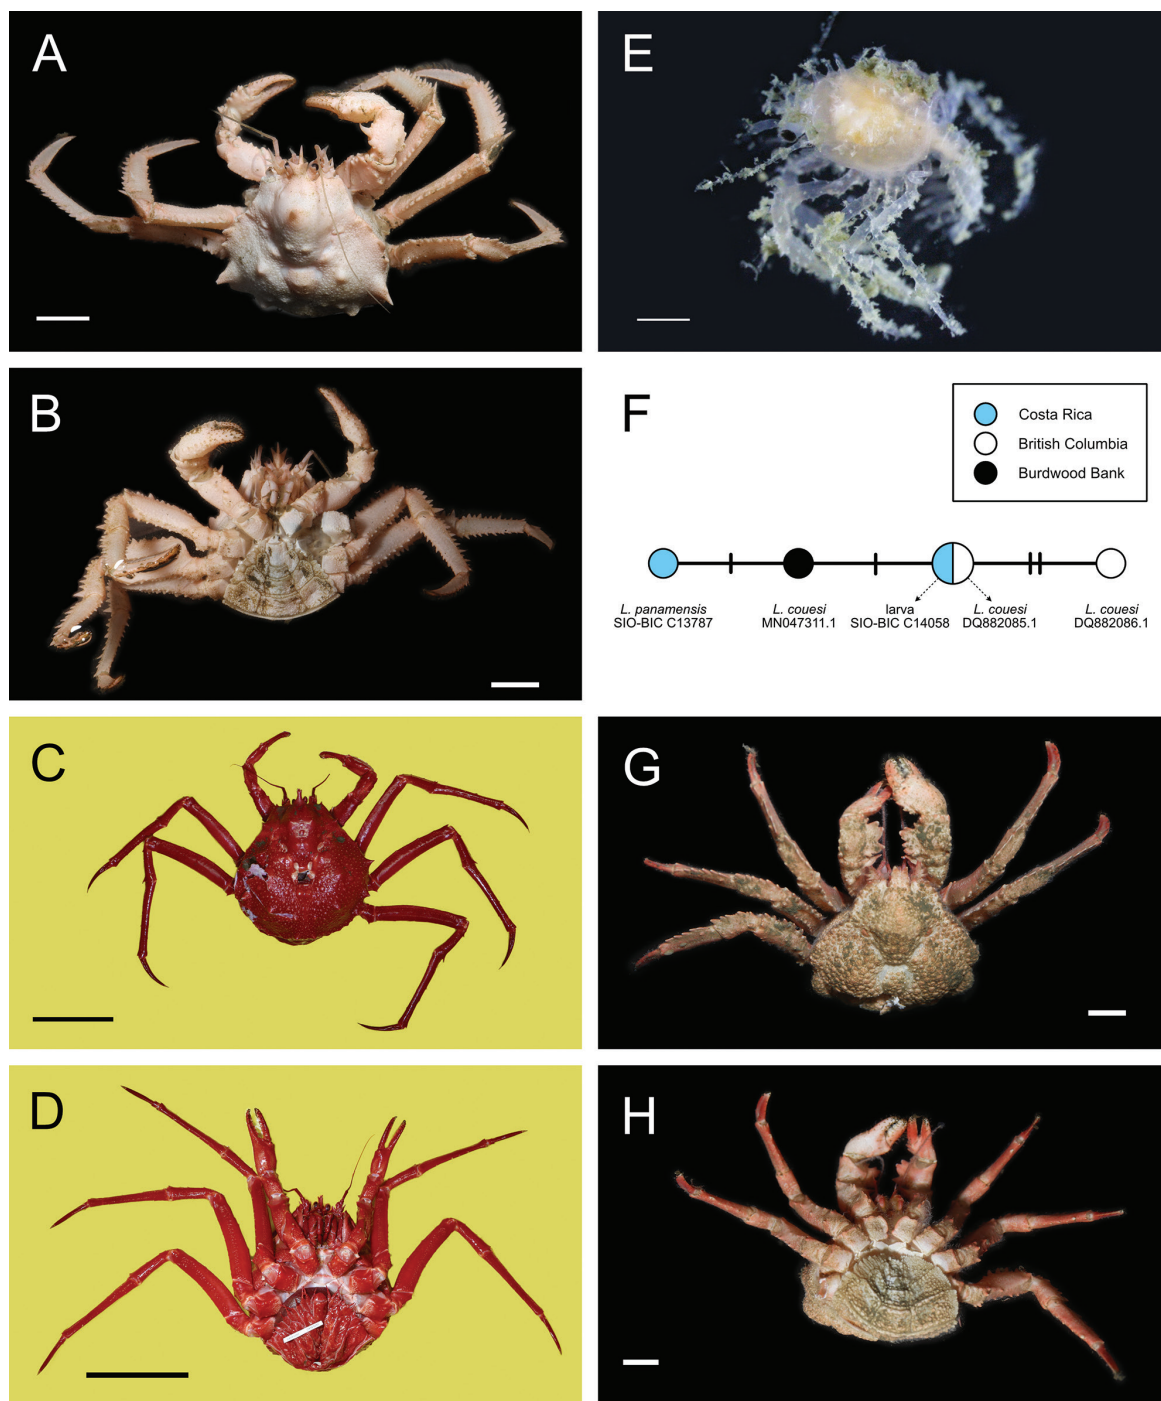 A
B
C
D
E
F
Costa Rica
British Columbia
Burdwood Bank
L. panamensis
SIO-BIC C13787
L. couesi
MN047311.1
larva
SIO-BIC C14058
L. couesi
DQ882085.1
L. couesi
DQ882086.1
G
H